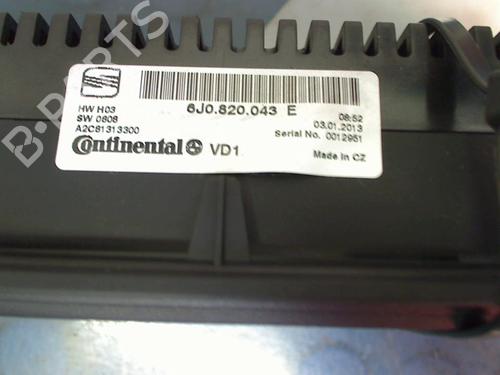 B-PARTS
HW H03
SW 0808
A2C81313300
6J0.820.043 E
08:52
03.01.2013
Serial No. 0012951
Continental VD1
Made in CZ